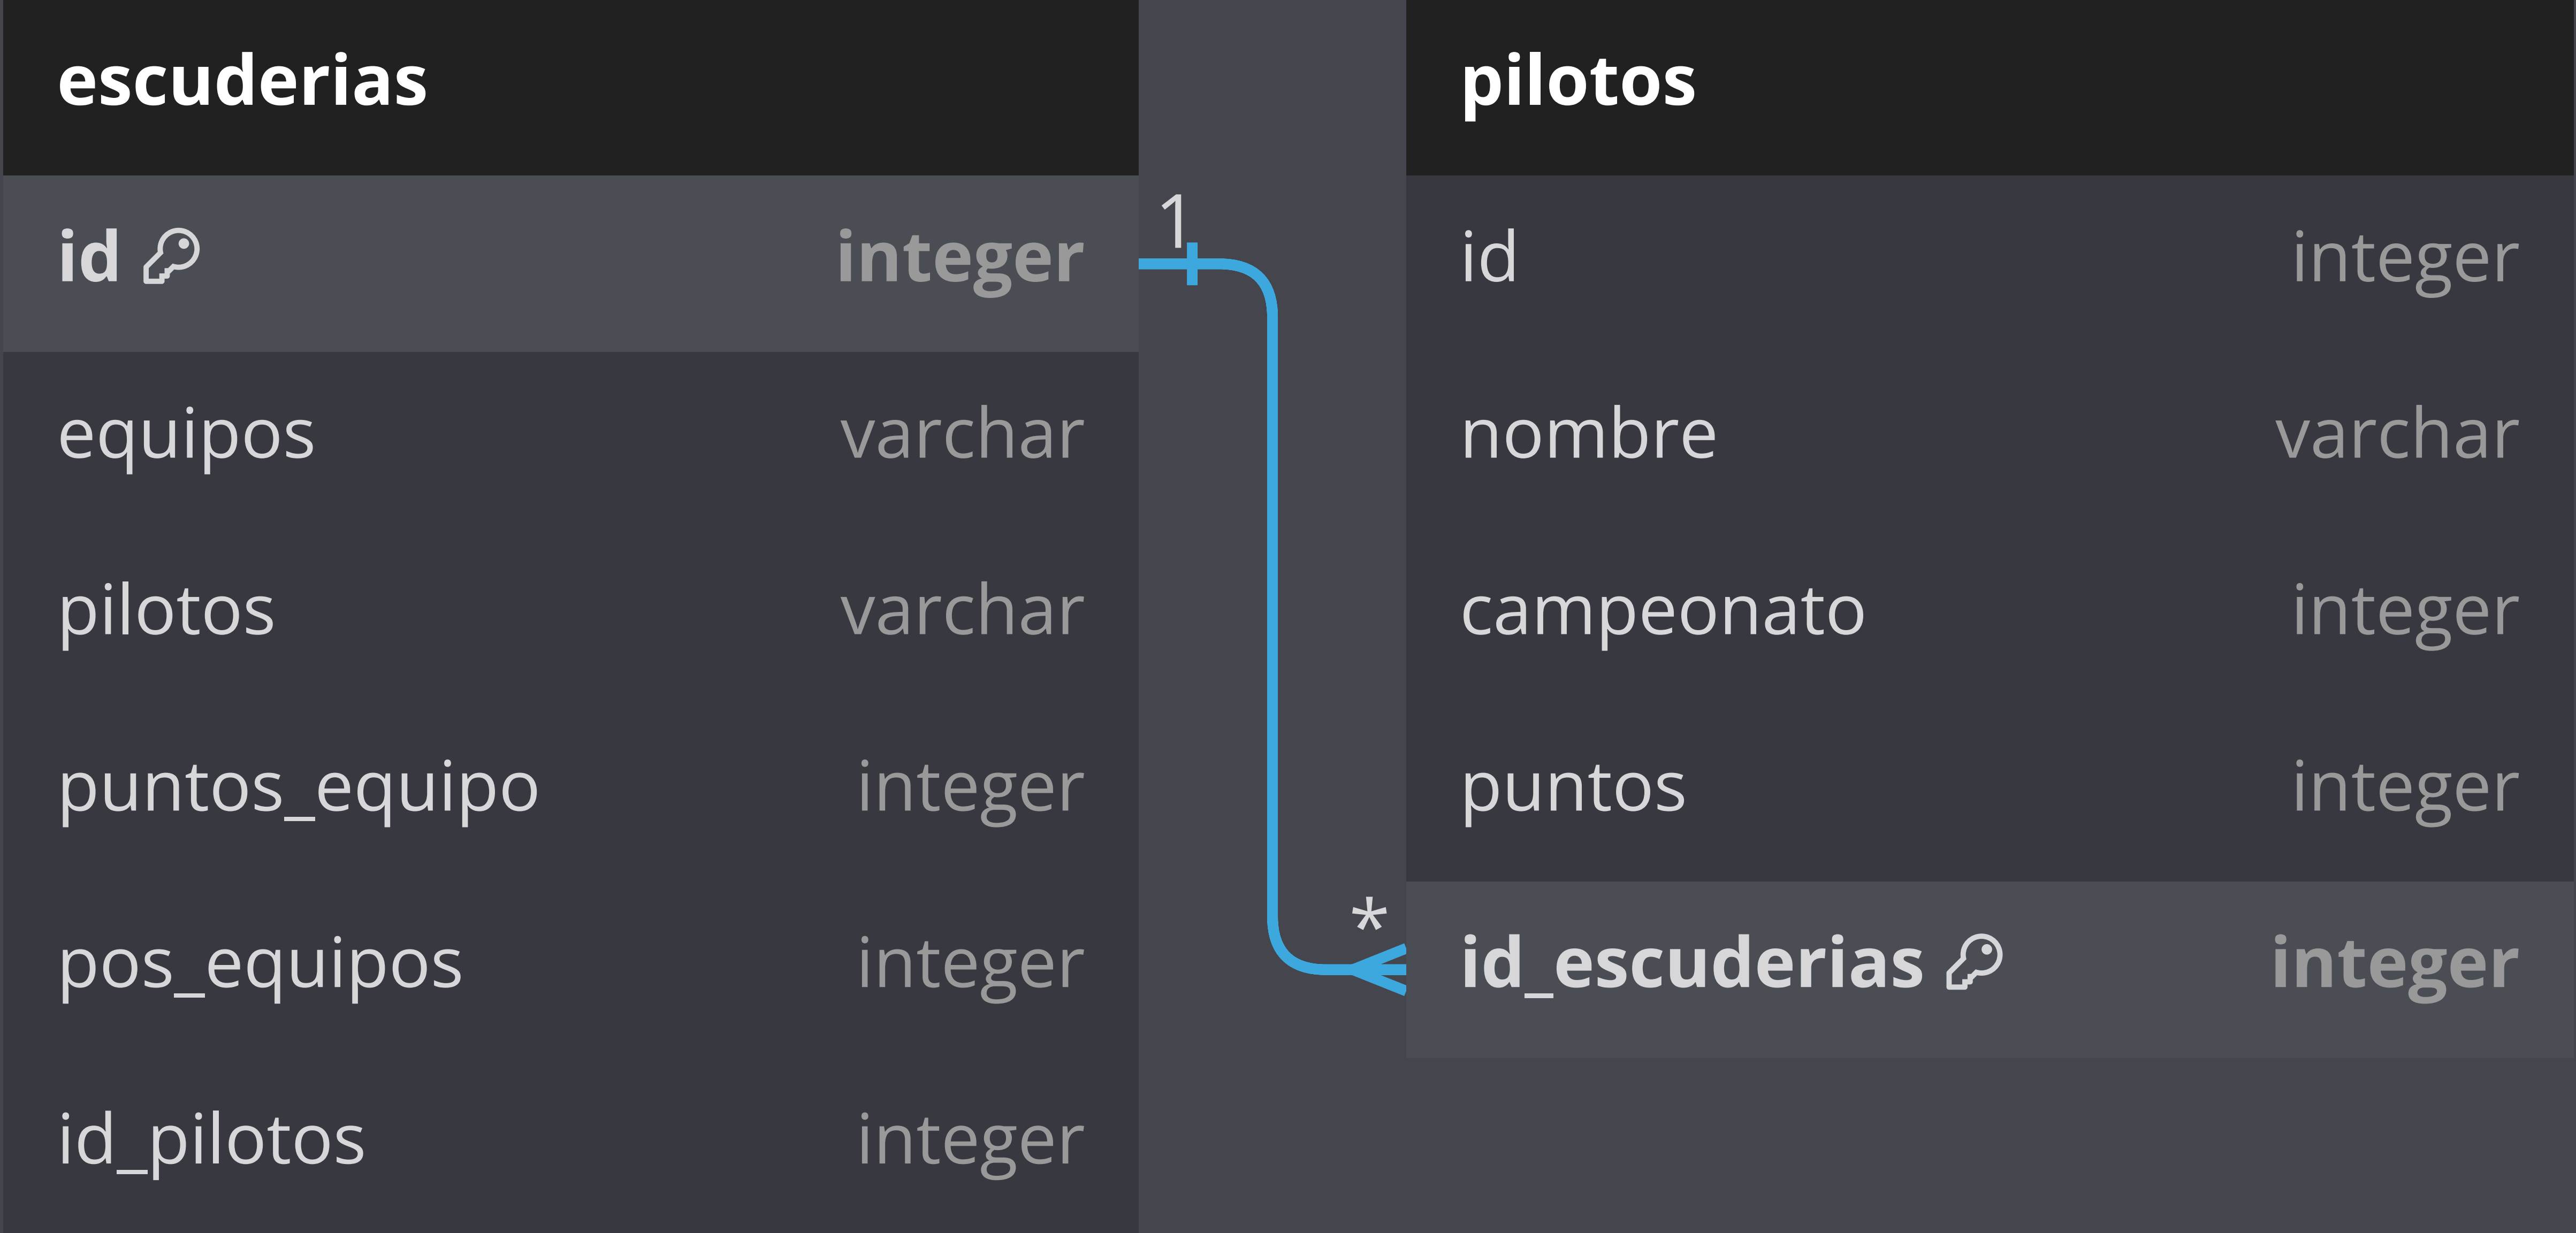 escuderias
id integer
equipos varchar
pilotos varchar
puntos_equipo integer
pos_equipos integer
id_pilotos integer
1
*
pilotos
id integer
nombre varchar
campeonato integer
puntos integer
id_escuderias integer